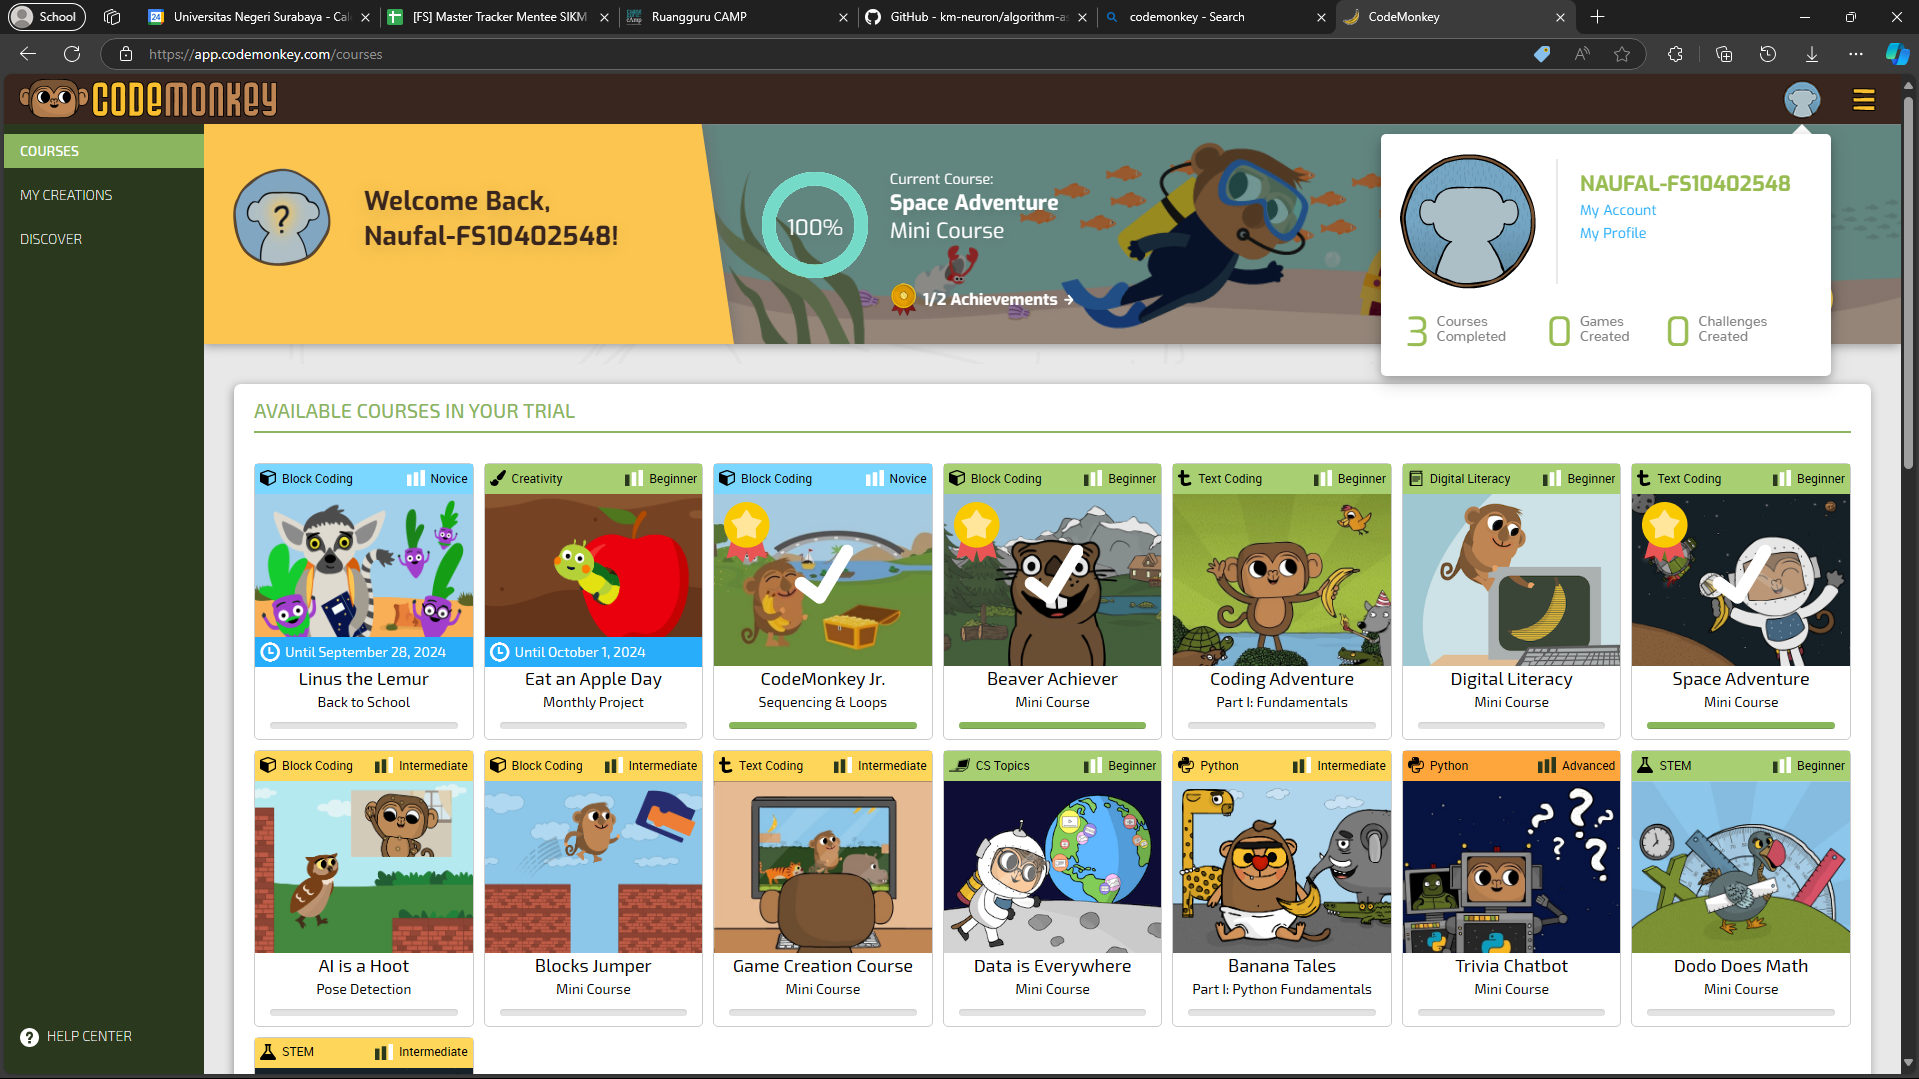 School
Universitas Negeri Surabaya - Cal
[FS] Master Tracker Mentee SIKM
Ruangguru CAMP
GitHub - km-neuron/algorithm-as
codemonkey - Search
CodeMonkey
https://app.codemonkey.com/courses
CODEMONKEY
COURSES
MY CREATIONS
DISCOVER
HELP CENTER
?
Welcome Back,
Naufal-FS10402548!
100%
Current Course:
Space Adventure
Mini Course
1/2 Achievements →
NAUFAL-FS10402548
My Account
My Profile
3 Courses Completed
0 Games Created
0 Challenges Created
AVAILABLE COURSES IN YOUR TRIAL
Block Coding Novice
Until September 28, 2024
Linus the Lemur
Back to School
Creativity Beginner
Until October 1, 2024
Eat an Apple Day
Monthly Project
Block Coding Novice
CodeMonkey Jr.
Sequencing & Loops
Block Coding Beginner
Beaver Achiever
Mini Course
Text Coding Beginner
Coding Adventure
Part I: Fundamentals
Digital Literacy Beginner
Digital Literacy
Mini Course
Text Coding Beginner
Space Adventure
Mini Course
Block Coding Intermediate
AI is a Hoot
Pose Detection
Block Coding Intermediate
Blocks Jumper
Mini Course
Text Coding Intermediate
Game Creation Course
Mini Course
CS Topics Beginner
Data is Everywhere
Mini Course
Python Intermediate
Banana Tales
Part I: Python Fundamentals
Python Advanced
? ? ? ?
Trivia Chatbot
Mini Course
STEM Beginner
Dodo Does Math
Mini Course
STEM Intermediate